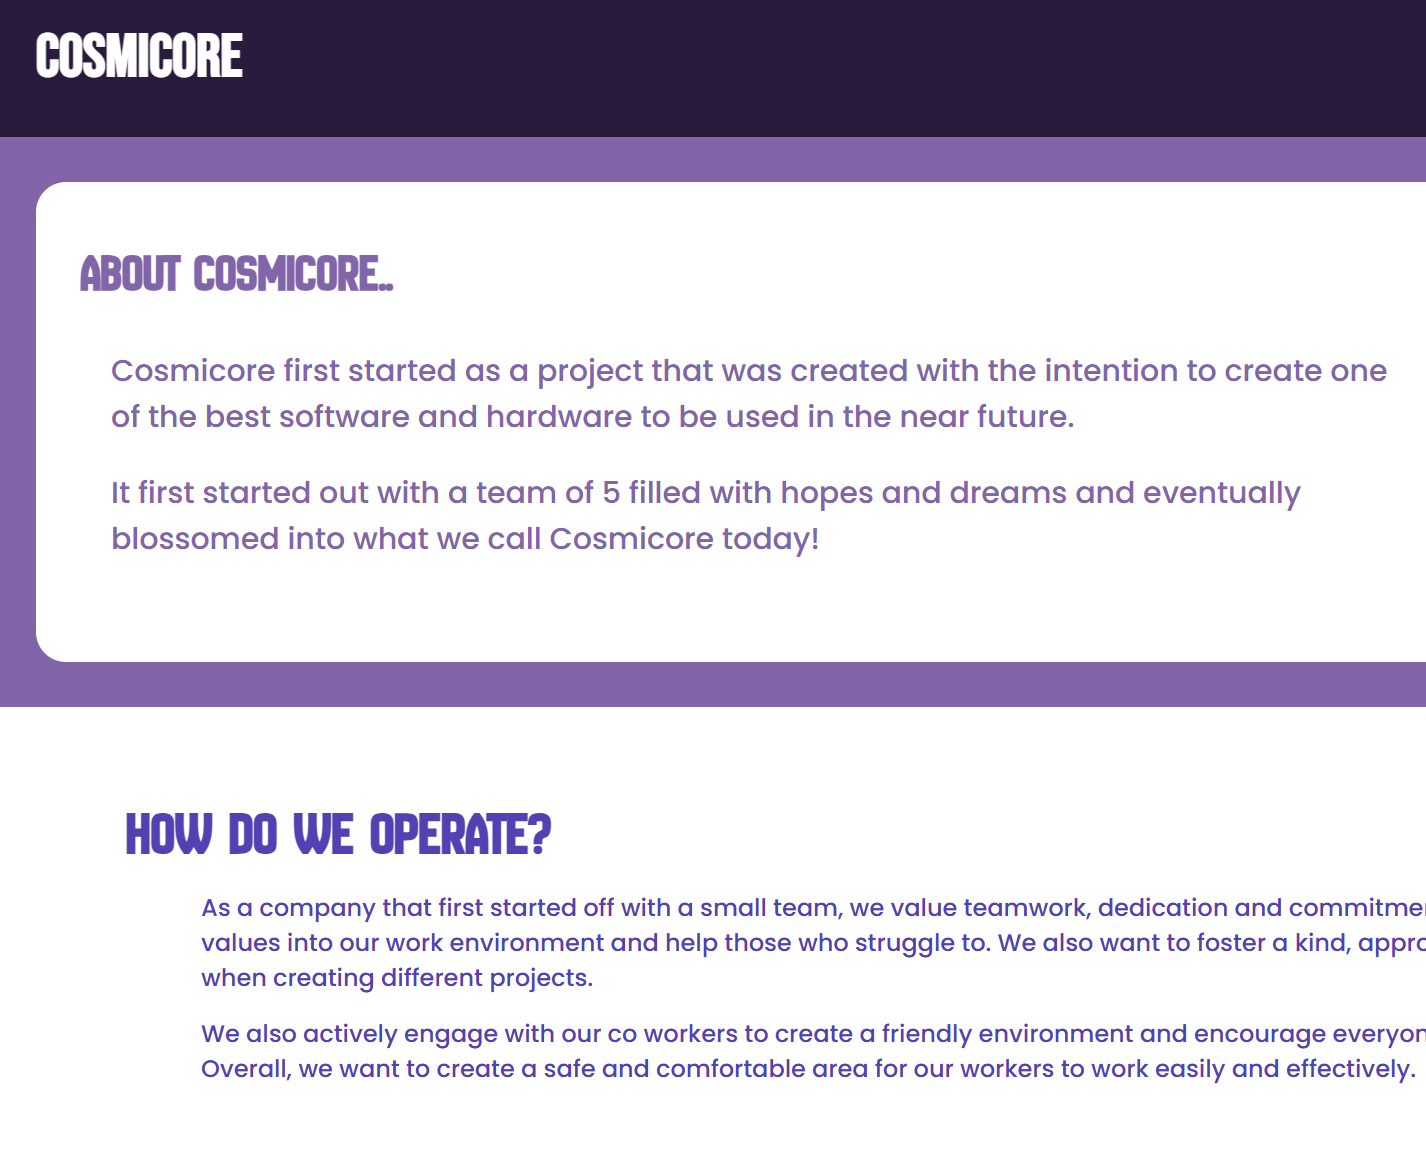 COSMICORE
ABOUT COSMICORE..
Cosmicore first started as a project that was created with the intention to create one
of the best software and hardware to be used in the near future.
It first started out with a team of 5 filled with hopes and dreams and eventually
blossomed into what we call Cosmicore today!
HOW DO WE OPERATE?
As a company that first started off with a small team, we value teamwork, dedication and
values into our work environment and help those who struggle to. We also want to foster a kind,
when creating different projects.
We also actively engage with our co workers to create a friendly environment and encourage
Overall, we want to create a safe and comfortable area for our workers to work easily and effectively.